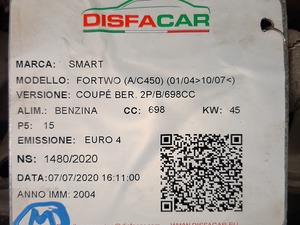 DISFACAR
MARCA: SMART
MODELLO: FORTWO (A/C450) (01/04>10/07<)
VERSIONE: COUPÉ BER. 2P/B/698CC
ALIM.: BENZINA CC: 698 KW: 45
P5: 15
EMISSIONE: EURO 4
NS: 1480/2020
DATA:07/07/2020 16:11:00
ANNO IMM: 2004
WWW.DISFACAR.EU